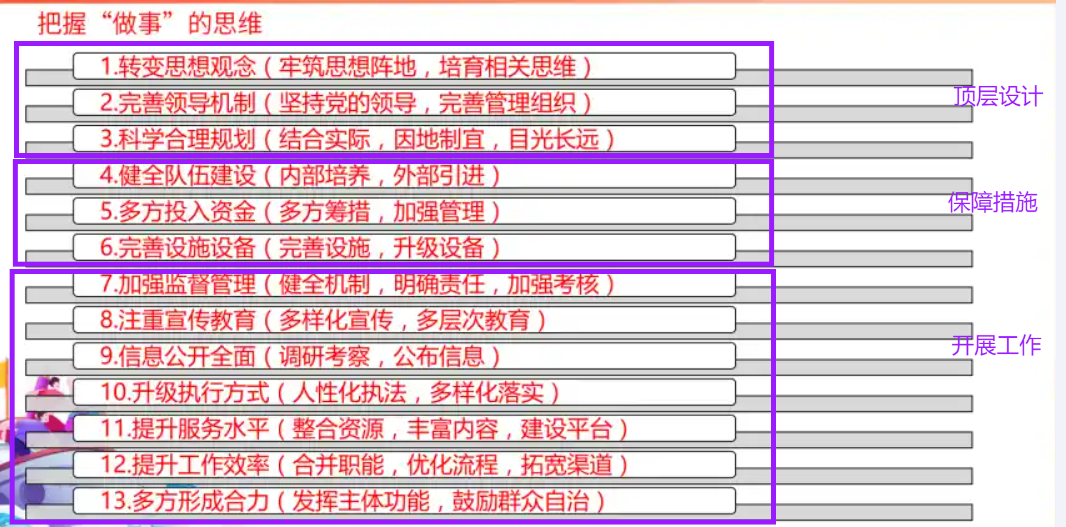 把握“做事”的思维
1.转变思想观念（牢筑思想阵地，培育相关思维）
2.完善领导机制（坚持党的领导，完善管理组织）
3.科学合理规划（结合实际，因地制宜，目光长远）
顶层设计
4.健全队伍建设（内部培养，外部引进）
5.多方投入资金（多方筹措，加强管理）
6.完善设施设备（完善设施，升级设备）
保障措施
7.加强监督管理（健全机制，明确责任，加强考核）
8.注重宣传教育（多样化宣传，多层次教育）
9.信息公开全面（调研考察，公布信息）
10.升级执行方式（人性化执法，多样化落实）
11.提升服务水平（整合资源，丰富内容，建设平台）
12.提升工作效率（合并职能，优化流程，拓宽渠道）
13.多方形成合力（发挥主体功能，鼓励群众自治）
开展工作